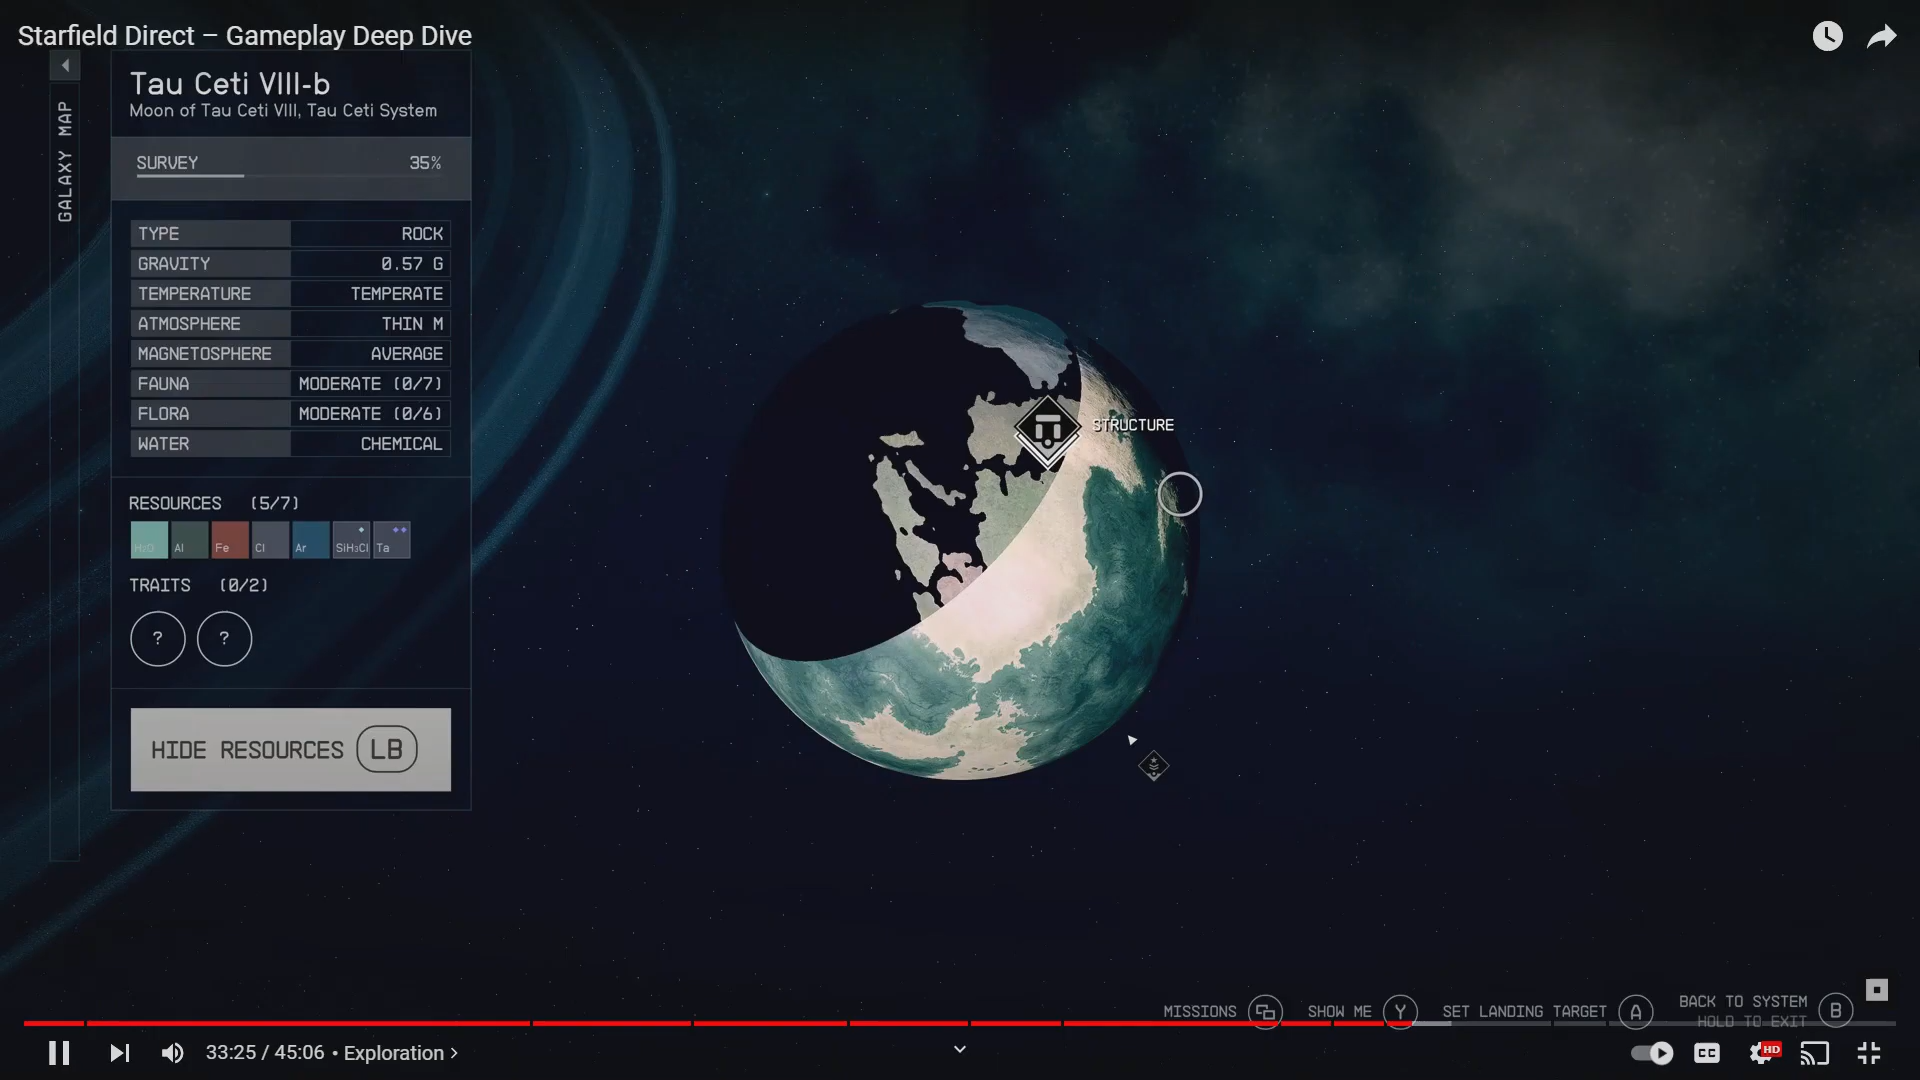 Starfield Direct – Gameplay Deep Dive
GALAXY MAP
Tau Ceti VIII-b
Moon of Tau Ceti VIII, Tau Ceti System
SURVEY 35%
TYPE ROCK
GRAVITY 0.57 G
TEMPERATURE TEMPERATE
ATMOSPHERE THIN M
MAGNETOSPHERE AVERAGE
FAUNA MODERATE (0/7)
FLORA MODERATE (0/6)
WATER CHEMICAL
RESOURCES (5/7)
H₂O Al Fe Cl Ar SiH₃Cl Ta
TRAITS (0/2)
? ?
HIDE RESOURCES LB
STRUCTURE
MISSIONS SHOW ME Y SET LANDING TARGET A BACK TO SYSTEM B
HOLD TO EXIT
33:25 / 45:06 • Exploration >
CC HD